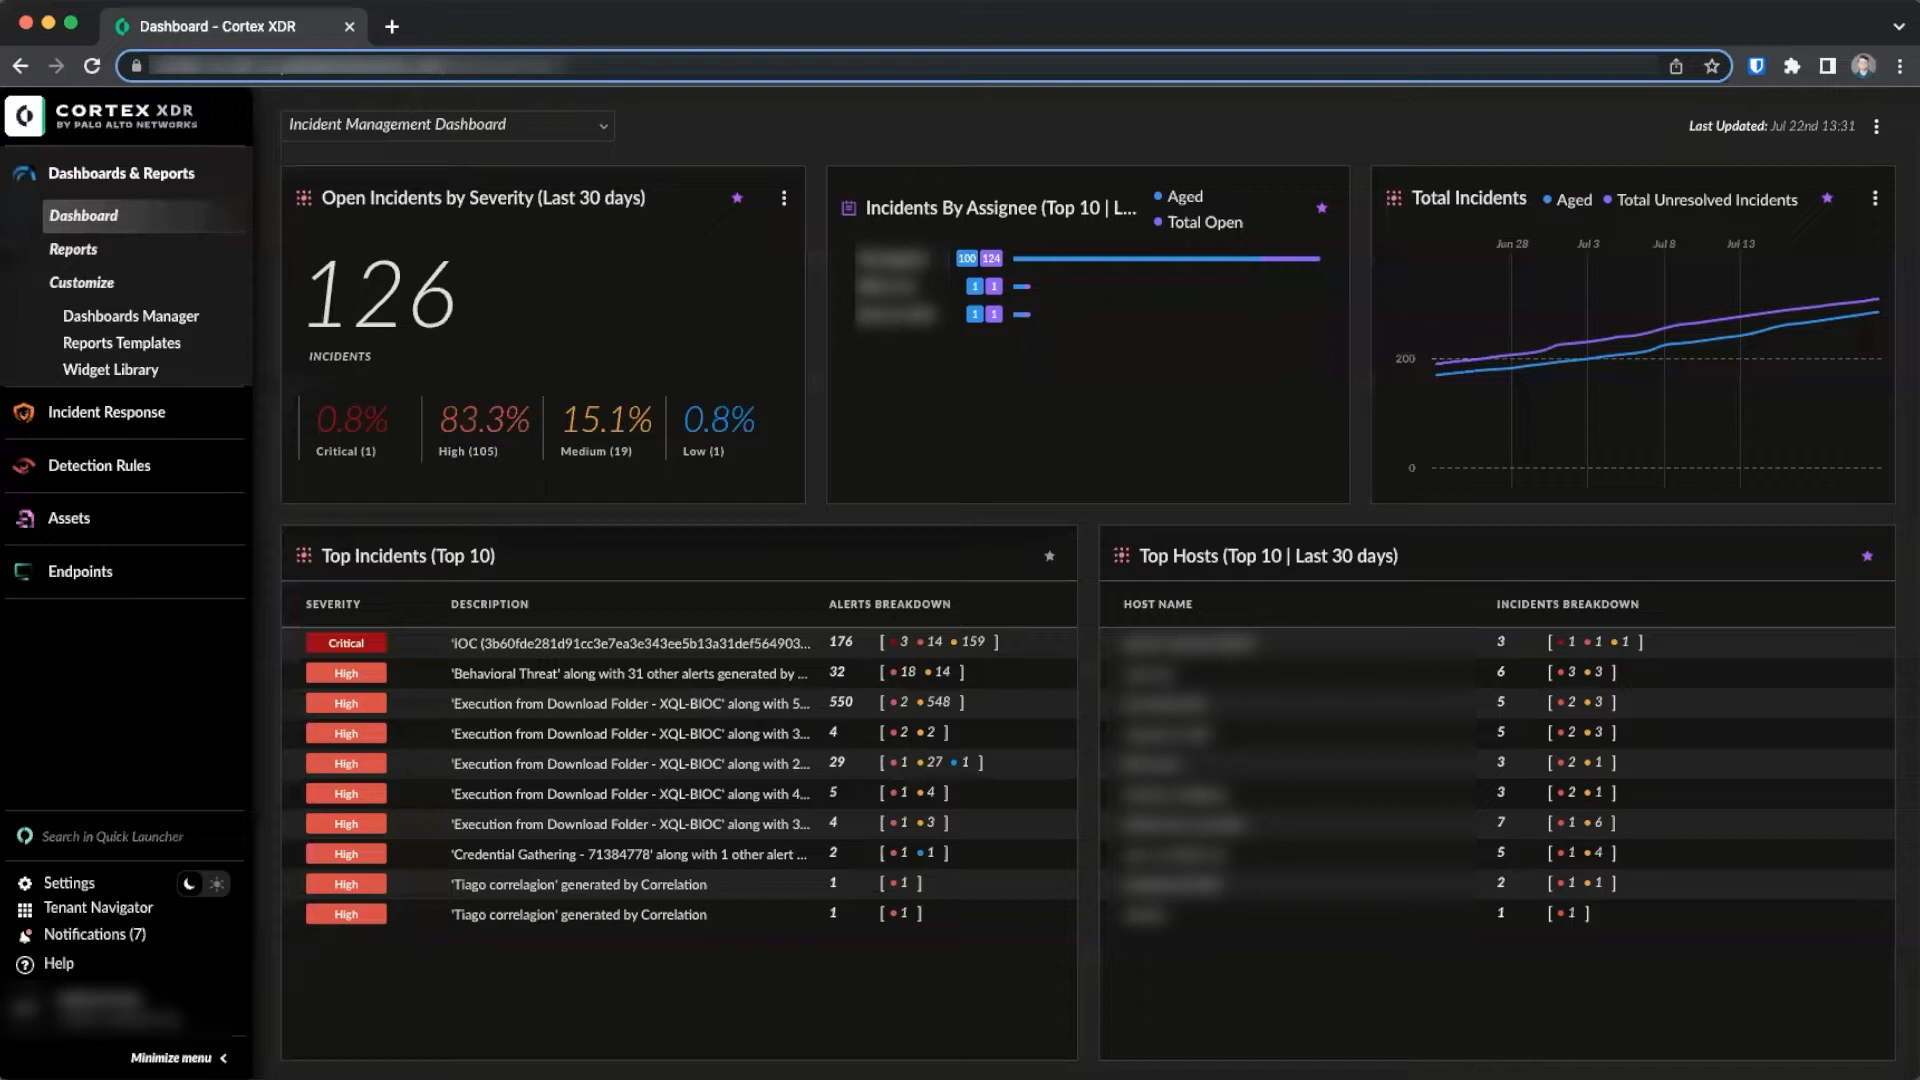 Dashboard - Cortex XDR
CORTEX XDR
BY PALO ALTO NETWORKS
Dashboards & Reports
Dashboard
Reports
Customize
Dashboards Manager
Reports Templates
Widget Library
Incident Response
Detection Rules
Assets
Endpoints
Search in Quick Launcher
Settings
Tenant Navigator
Notifications (7)
Help
Minimize menu
Incident Management Dashboard
Last Updated: Jul 22nd 13:31
Open Incidents by Severity (Last 30 days)
126
INCIDENTS
0.8% 83.3% 15.1% 0.8%
Critical (1) High (105) Medium (19) Low (1)
Incidents By Assignee (Top 10 | L...
Aged
Total Open
100 124
1 1
1 1
Total Incidents Aged Total Unresolved Incidents
Jun 28 Jul 3 Jul 8 Jul 13
200
0
Top Incidents (Top 10)
SEVERITY DESCRIPTION ALERTS BREAKDOWN
Critical 'IOC (3b60fde281d91cc3e7ea3e343ee5b13a31def564903... 176 [ 3 14 159 ]
High 'Behavioral Threat' along with 31 other alerts generated by ... 32 [ 18 14 ]
High 'Execution from Download Folder - XQL-BIOC' along with 5... 550 [ 2 548 ]
High 'Execution from Download Folder - XQL-BIOC' along with 3... 4 [ 2 2 ]
High 'Execution from Download Folder - XQL-BIOC' along with 2... 29 [ 1 27 1 ]
High 'Execution from Download Folder - XQL-BIOC' along with 4... 5 [ 1 4 ]
High 'Execution from Download Folder - XQL-BIOC' along with 3... 4 [ 1 3 ]
High 'Credential Gathering - 71384778' along with 1 other alert ... 2 [ 1 1 ]
High 'Tiago correlagion' generated by Correlation 1 [ 1 ]
High 'Tiago correlagion' generated by Correlation 1 [ 1 ]
Top Hosts (Top 10 | Last 30 days)
HOST NAME INCIDENTS BREAKDOWN
3 [ 1 1 1 ]
6 [ 3 3 ]
5 [ 2 3 ]
5 [ 2 3 ]
3 [ 2 1 ]
3 [ 2 1 ]
7 [ 1 6 ]
5 [ 1 4 ]
2 [ 1 1 ]
1 [ 1 ]